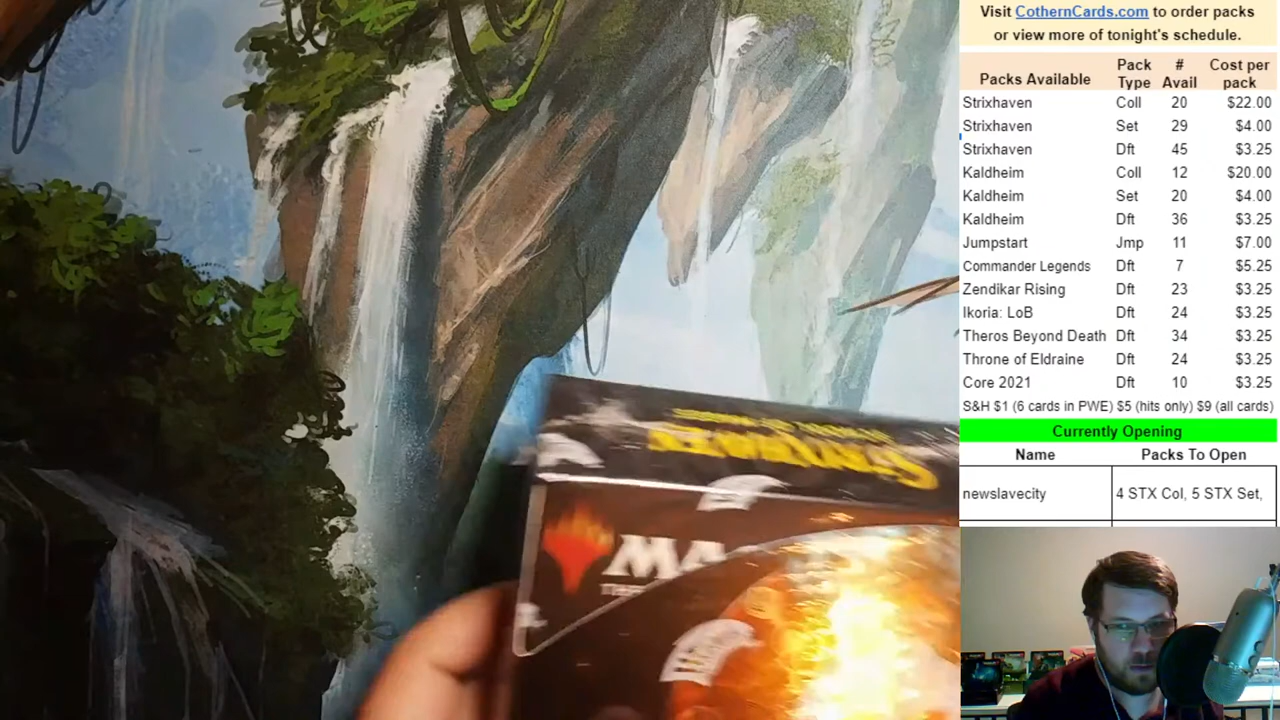 Visit CothernCards.com to order packs
or view more of tonight's schedule.
Packs Available Pack Type # Avail Cost per pack
Strixhaven Coll 20 $22.00
Strixhaven Set 29 $4.00
Strixhaven Dft 45 $3.25
Kaldheim Coll 12 $20.00
Kaldheim Set 20 $4.00
Kaldheim Dft 36 $3.25
Jumpstart Jmp 11 $7.00
Commander Legends Dft 7 $5.25
Zendikar Rising Dft 23 $3.25
Ikoria: LoB Dft 24 $3.25
Theros Beyond Death Dft 34 $3.25
Throne of Eldraine Dft 24 $3.25
Core 2021 Dft 10 $3.25
S&H $1 (6 cards in PWE) $5 (hits only) $9 (all cards)
Currently Opening
Name Packs To Open
newslavecity 4 STX Col, 5 STX Set,